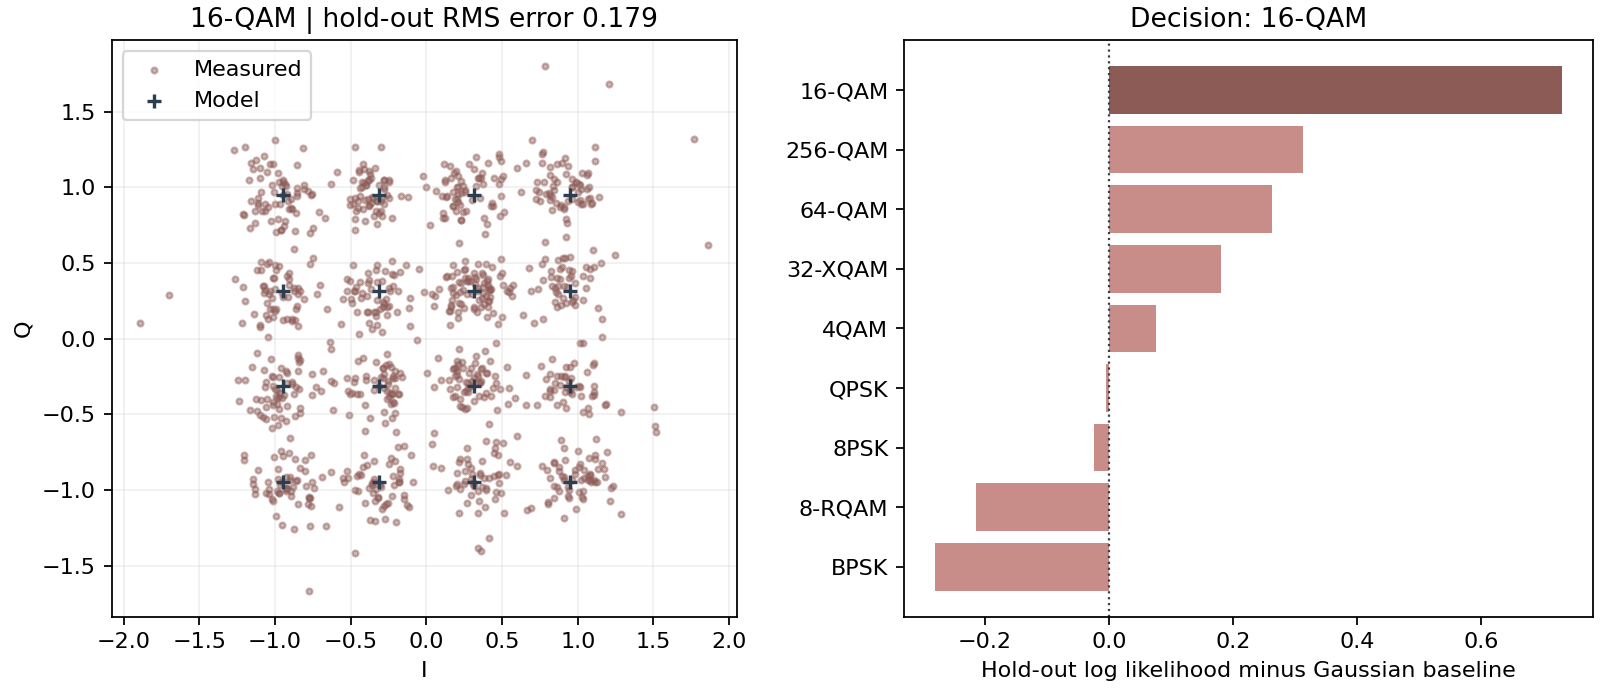 16-QAM | hold-out RMS error 0.179
Measured
Model
Q
1.5
1.0
0.5
0.0
−0.5
−1.0
−1.5
−2.0 −1.5 −1.0 −0.5 0.0 0.5 1.0 1.5 2.0
I
Decision: 16-QAM
16-QAM
256-QAM
64-QAM
32-XQAM
4QAM
QPSK
8PSK
8-RQAM
BPSK
−0.2 0.0 0.2 0.4 0.6
Hold-out log likelihood minus Gaussian baseline